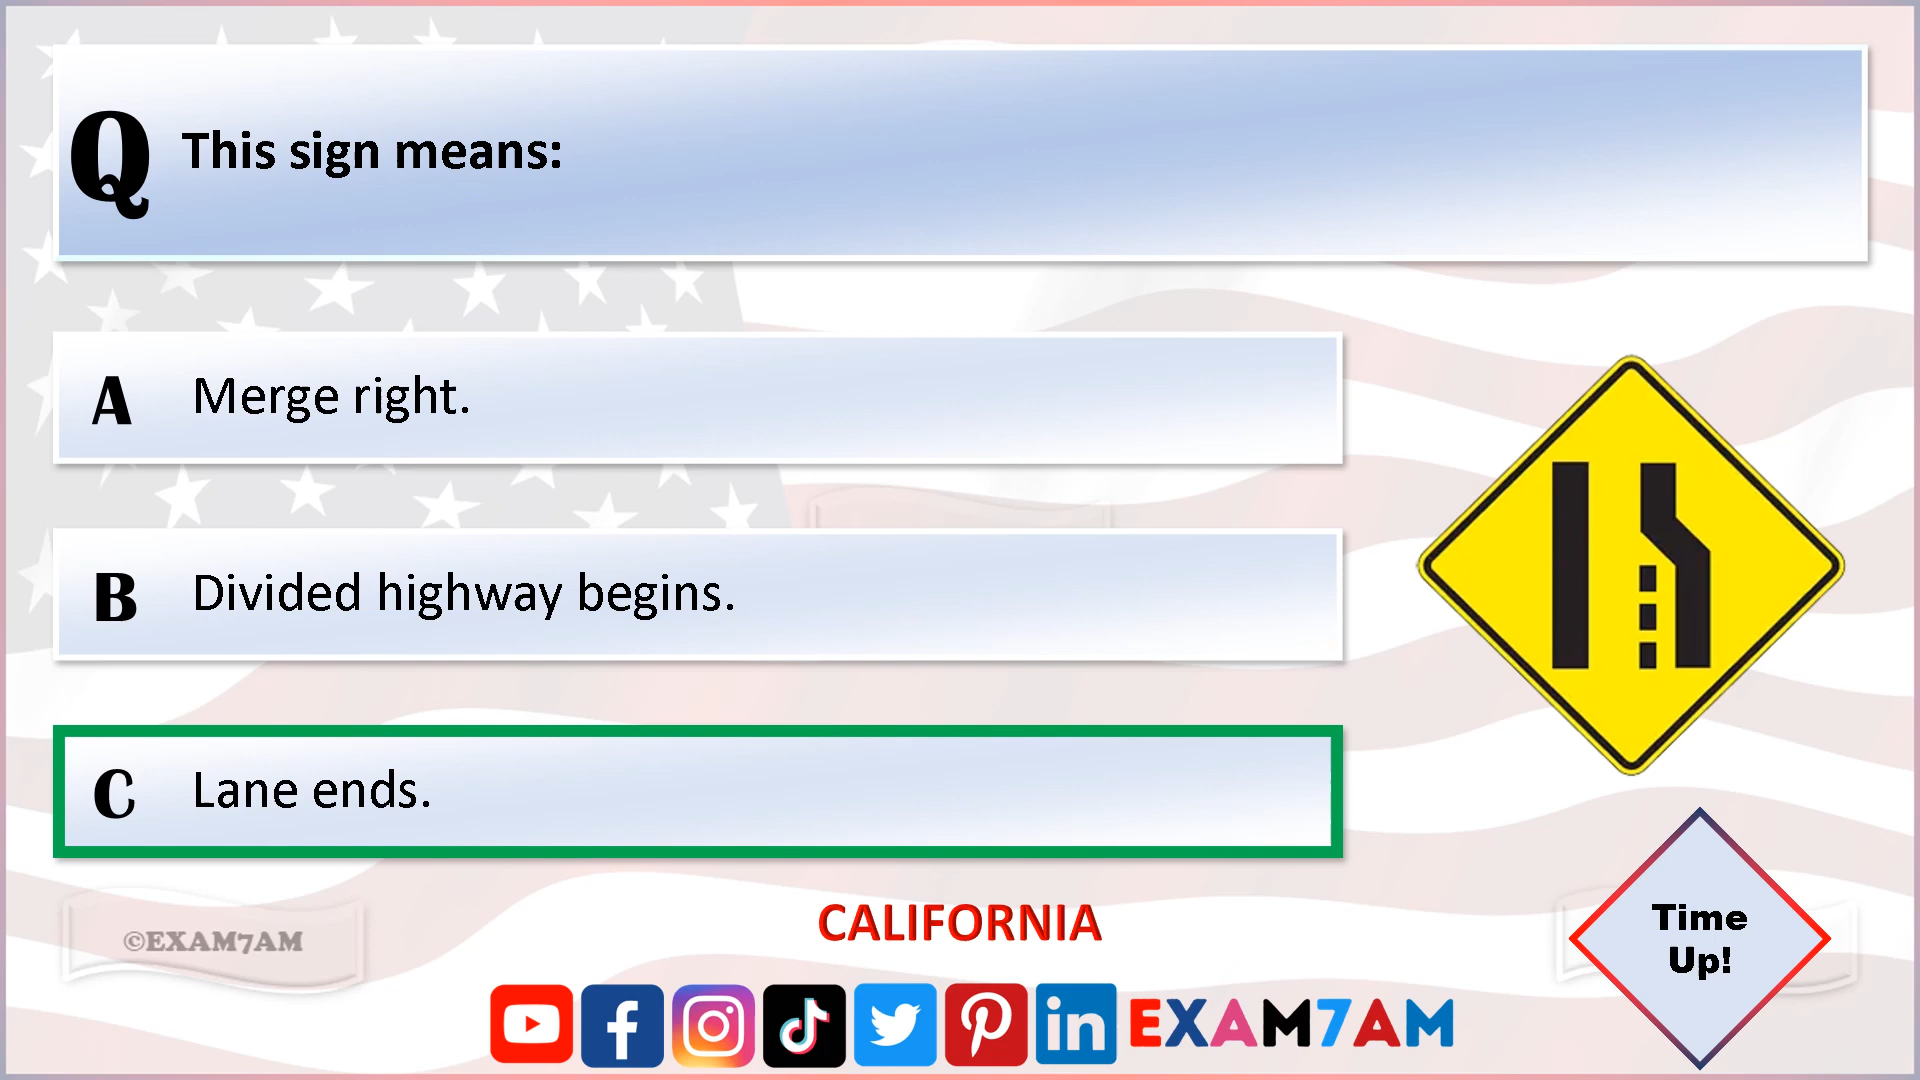 Q This sign means:
A Merge right.
B Divided highway begins.
C Lane ends.
CALIFORNIA
©EXAM7AM
Time
Up!
EXAM7AM